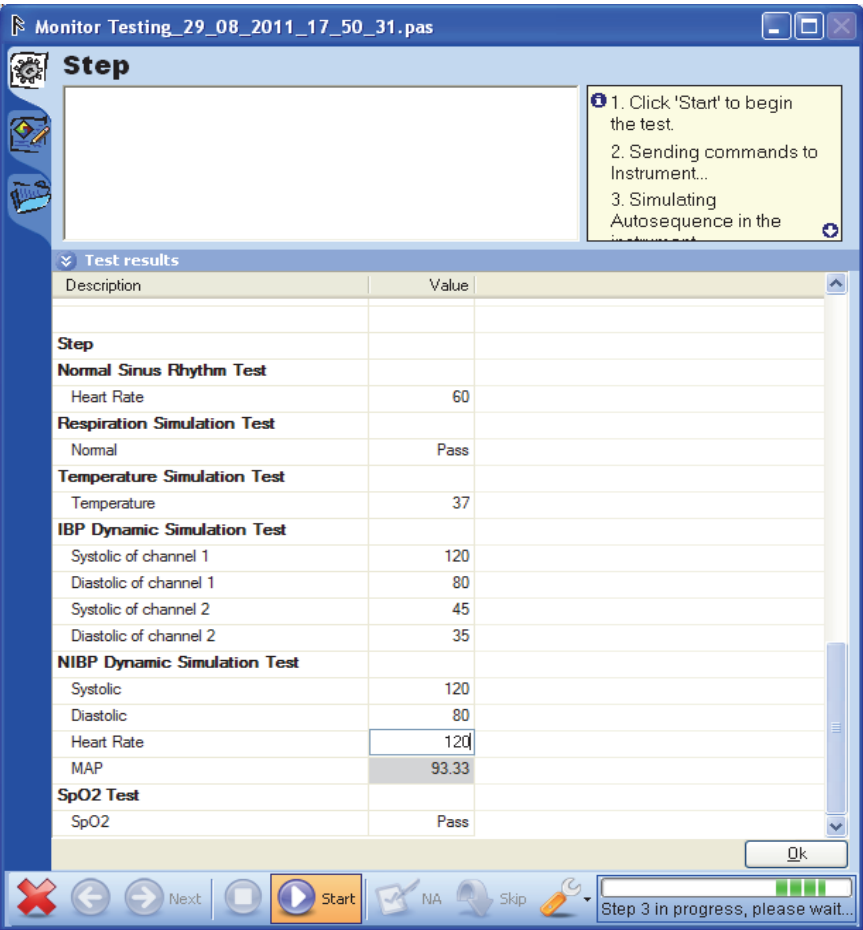 Monitor Testing_29_08_2011_17_50_31.pas
Step
1. Click 'Start' to begin
the test.
2. Sending commands to
Instrument...
3. Simulating
Autosequence in the
Test results
Description Value
Step
Normal Sinus Rhythm Test
Heart Rate 60
Respiration Simulation Test
Normal Pass
Temperature Simulation Test
Temperature 37
IBP Dynamic Simulation Test
Systolic of channel 1 120
Diastolic of channel 1 80
Systolic of channel 2 45
Diastolic of channel 2 35
NIBP Dynamic Simulation Test
Systolic 120
Diastolic 80
Heart Rate 120
MAP 93.33
SpO2 Test
SpO2 Pass
Ok
Next Start NA Skip
Step 3 in progress, please wait...